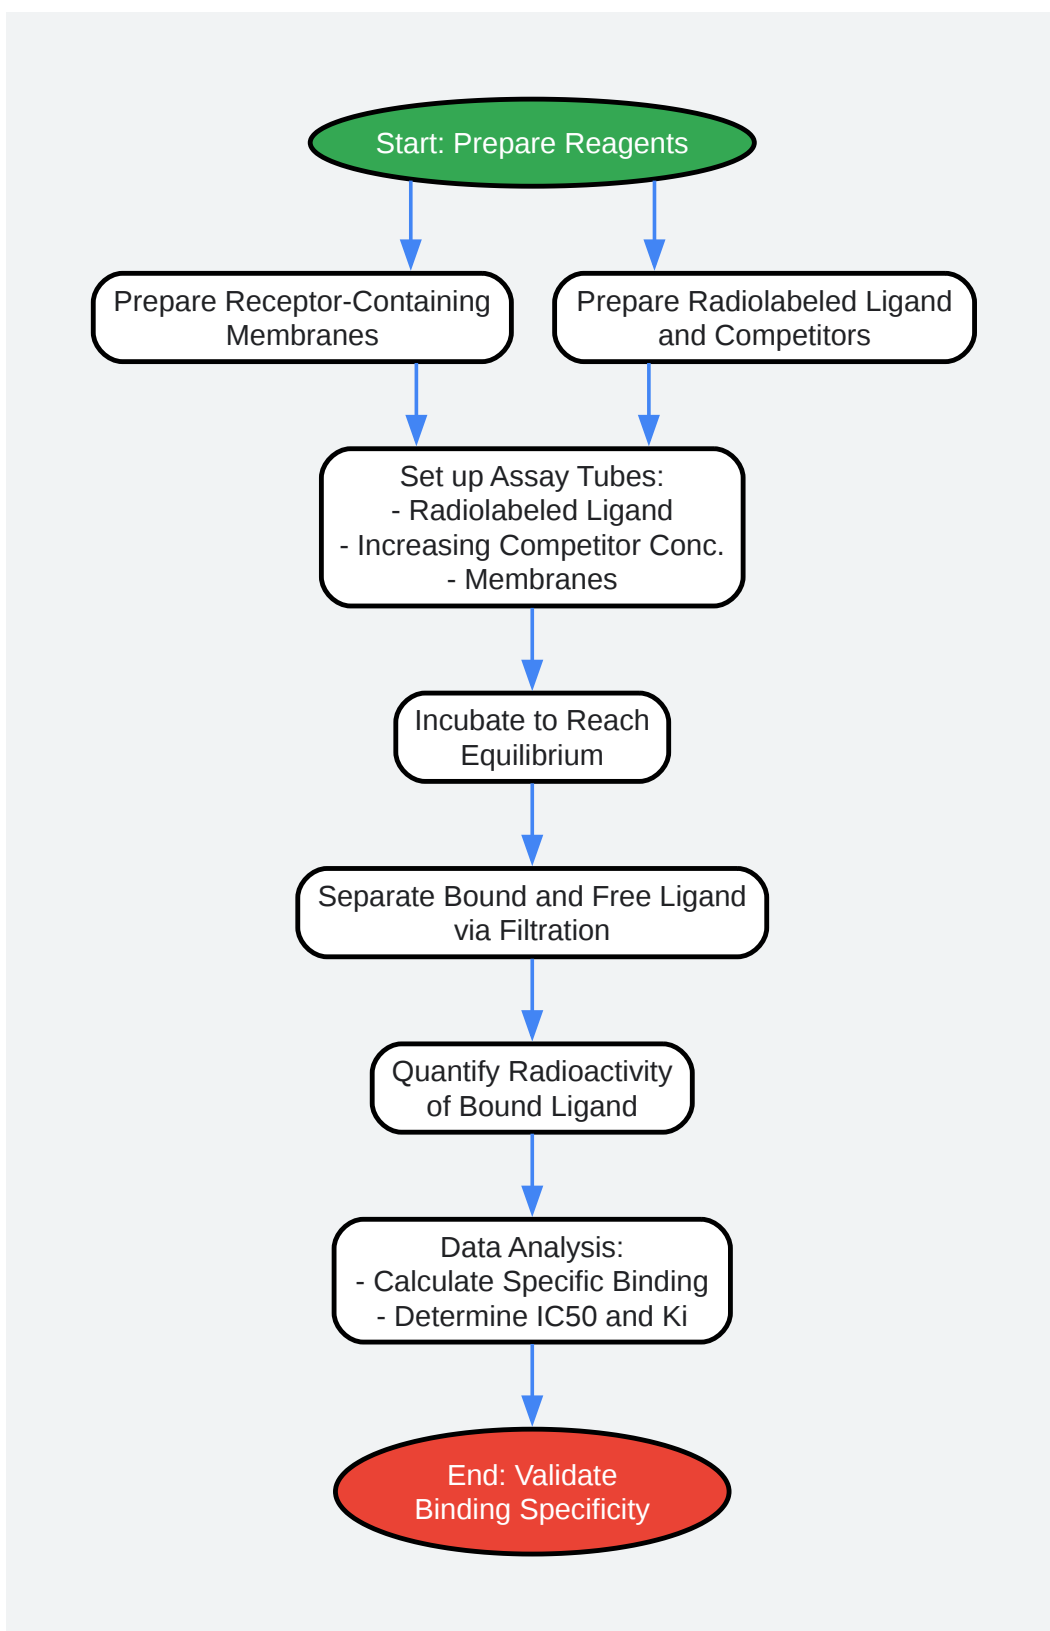 Start: Prepare Reagents
Prepare Receptor-Containing
Membranes
Prepare Radiolabeled Ligand
and Competitors
Set up Assay Tubes:
- Radiolabeled Ligand
- Increasing Competitor Conc.
- Membranes
Incubate to Reach
Equilibrium
Separate Bound and Free Ligand
via Filtration
Quantify Radioactivity
of Bound Ligand
Data Analysis:
- Calculate Specific Binding
- Determine IC50 and Ki
End: Validate
Binding Specificity